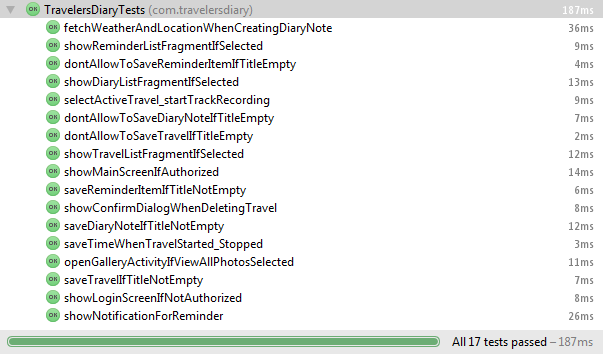 OK TravelersDiaryTests (com.travelersdiary) 187ms
OK fetchWeatherAndLocationWhenCreatingDiaryNote 36ms
OK showReminderListFragmentIfSelected 9ms
OK dontAllowToSaveReminderItemIfTitleEmpty 4ms
OK showDiaryListFragmentIfSelected 13ms
OK selectActiveTravel_startTrackRecording 9ms
OK dontAllowToSaveDiaryNoteIfTitleEmpty 7ms
OK dontAllowToSaveTravelIfTitleEmpty 2ms
OK showTravelListFragmentIfSelected 12ms
OK showMainScreenIfAuthorized 4ms
OK saveReminderItemIfTitleNotEmpty 6ms
OK showConfirmDialogWhenDeletingTravel 8ms
OK saveDiaryNoteIfTitleNotEmpty 12ms
OK saveTimeWhenTravelStarted_Stopped 3ms
OK openGalleryActivityIfViewAllPhotosSelected 11ms
OK saveTravelIfTitleNotEmpty 7ms
OK showLoginScreenIfNotAuthorized 8ms
OK showNotificationForReminder 26ms
All 17 tests passed – 187ms